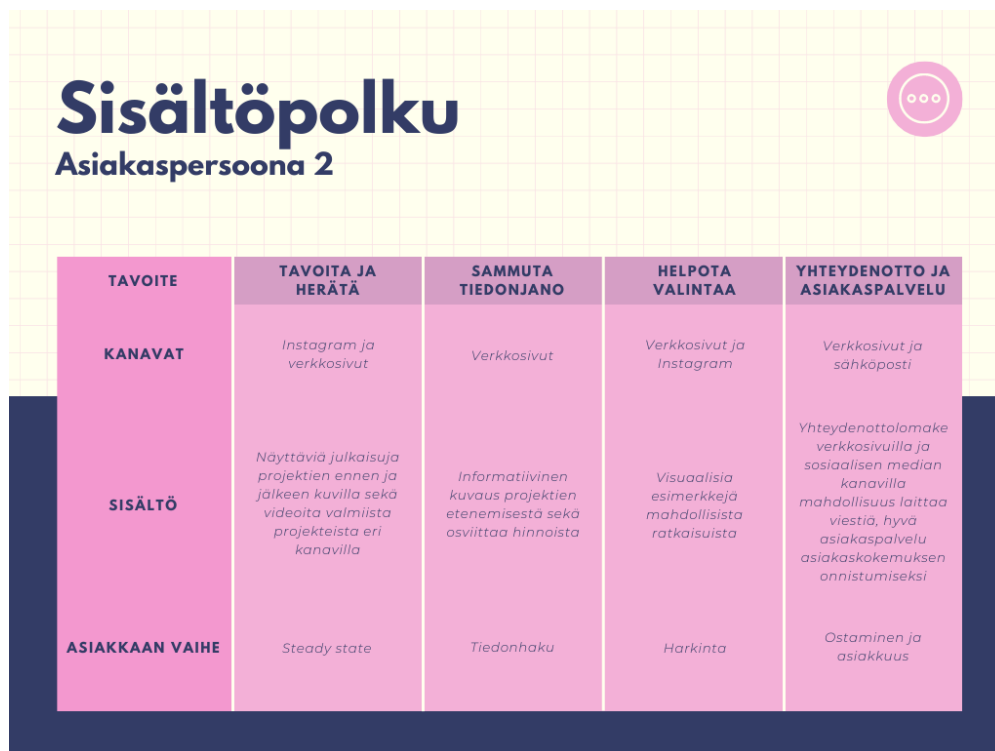 Sisältöpolku
Asiakaspersoona 2
TAVOITE
TAVOITA JA
HERÄTÄ
SAMMUTA
TIEDONJANO
HELPOTA
VALINTAA
YHTEYDENOTTO JA
ASIAKASPALVELU
KANAVAT
Instagram ja
verkkosivut
Verkkosivut
Verkkosivut ja
Instagram
Verkkosivut ja
sähköposti
SISÄLTÖ
Näyttäviä julkaisuja
projektien ennen ja
jälkeen kuvilla sekä
videoita valmiista
projekteista eri
kanavilla
Informatiivinen
kuvaus projektien
etenemisestä sekä
osviittaa hinnoista
Visuaalisia
esimerkkejä
mahdollisista
ratkaisuista
Yhteydenottolomake
verkkosivuilla ja
sosiaalisen median
kanavilla
mahdollisuus laittaa
viestiä, hyvä
asiakaspalvelu
asiakaskokemuksen
onnistumiseksi
ASIAKKAAN VAIHE
Steady state
Tiedonhaku
Harkinta
Ostaminen ja
asiakkuus